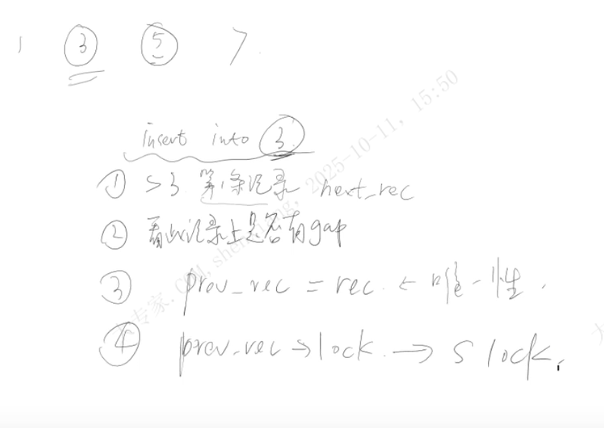 1 ③ ⑤ 7
insert into ③
① >3 第1条记录 next_rec
② 看此记录上是否有gap
③ prev_rec = rec. ← 唯一性.
④ prev_rec → lock. → S lock.
2025-10-11, 15:50